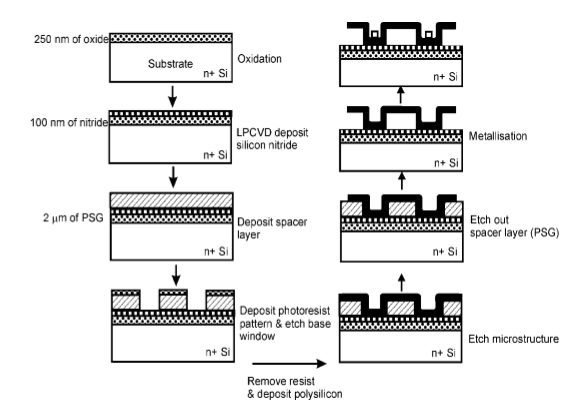 250 nm of oxide
Substrate
n+ Si
Oxidation
100 nm of nitride
n+ Si
LPCVD deposit
silicon nitride
2 μm of PSG
n+ Si
Deposit spacer
layer
n+ Si
Deposit photoresist
pattern & etch base
window
Remove resist
& deposit polysilicon
n+ Si
Etch microstructure
n+ Si
Etch out
spacer layer (PSG)
n+ Si
Metallisation
n+ Si